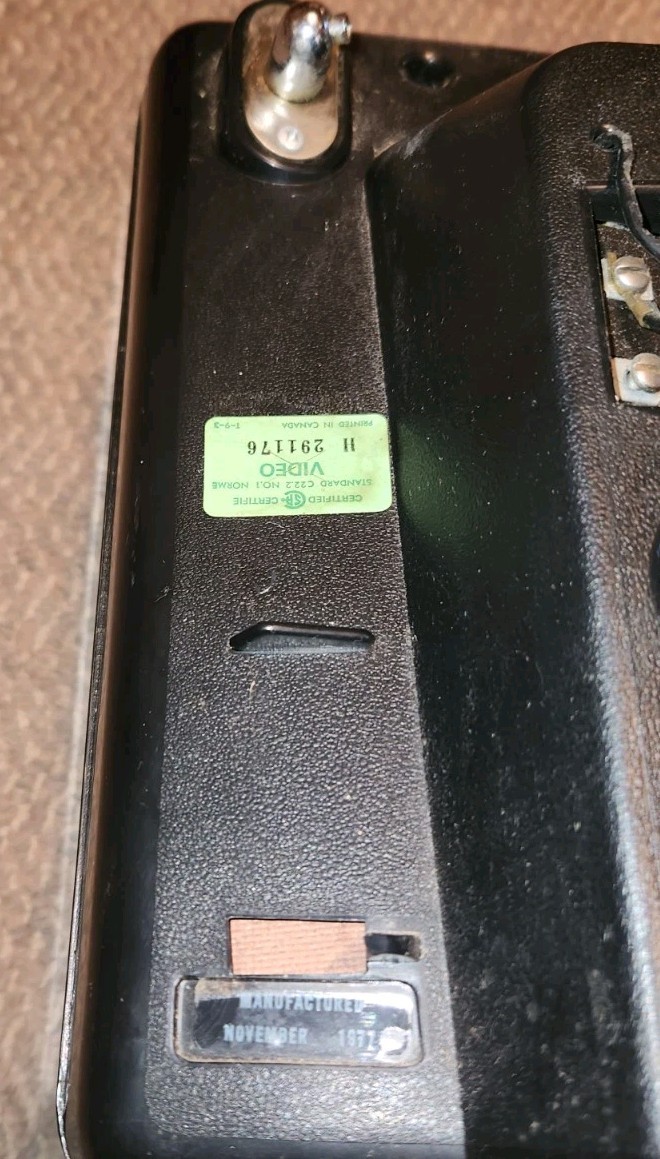 CERTIFIED SA CERTIFIE
STANDARD C22.2 NO.1 NORME
VIDEO
H 291176
PRINTED IN CANADA 1-9-3
MANUFACTURED
NOVEMBER 1977